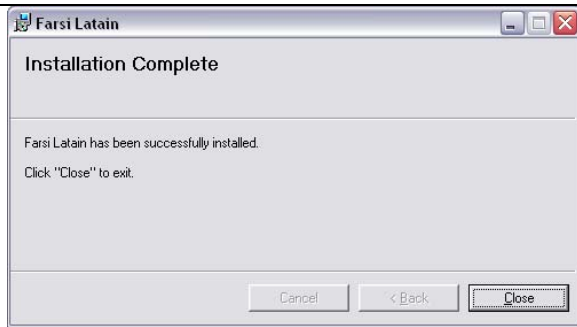 Farsi Latain
Installation Complete
Farsi Latain has been successfully installed.
Click "Close" to exit.
Cancel < Back Close